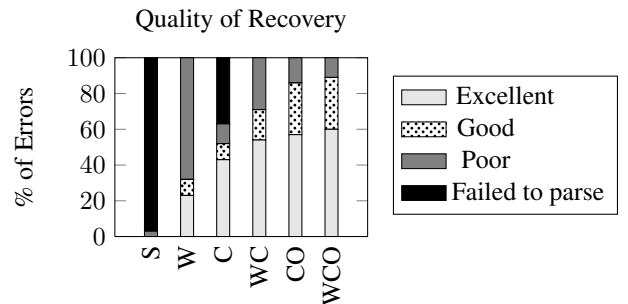 Quality of Recovery
% of Errors
100
80
60
40
20
0
S
W
C
WC
CO
WCO
Excellent
Good
Poor
Failed to parse